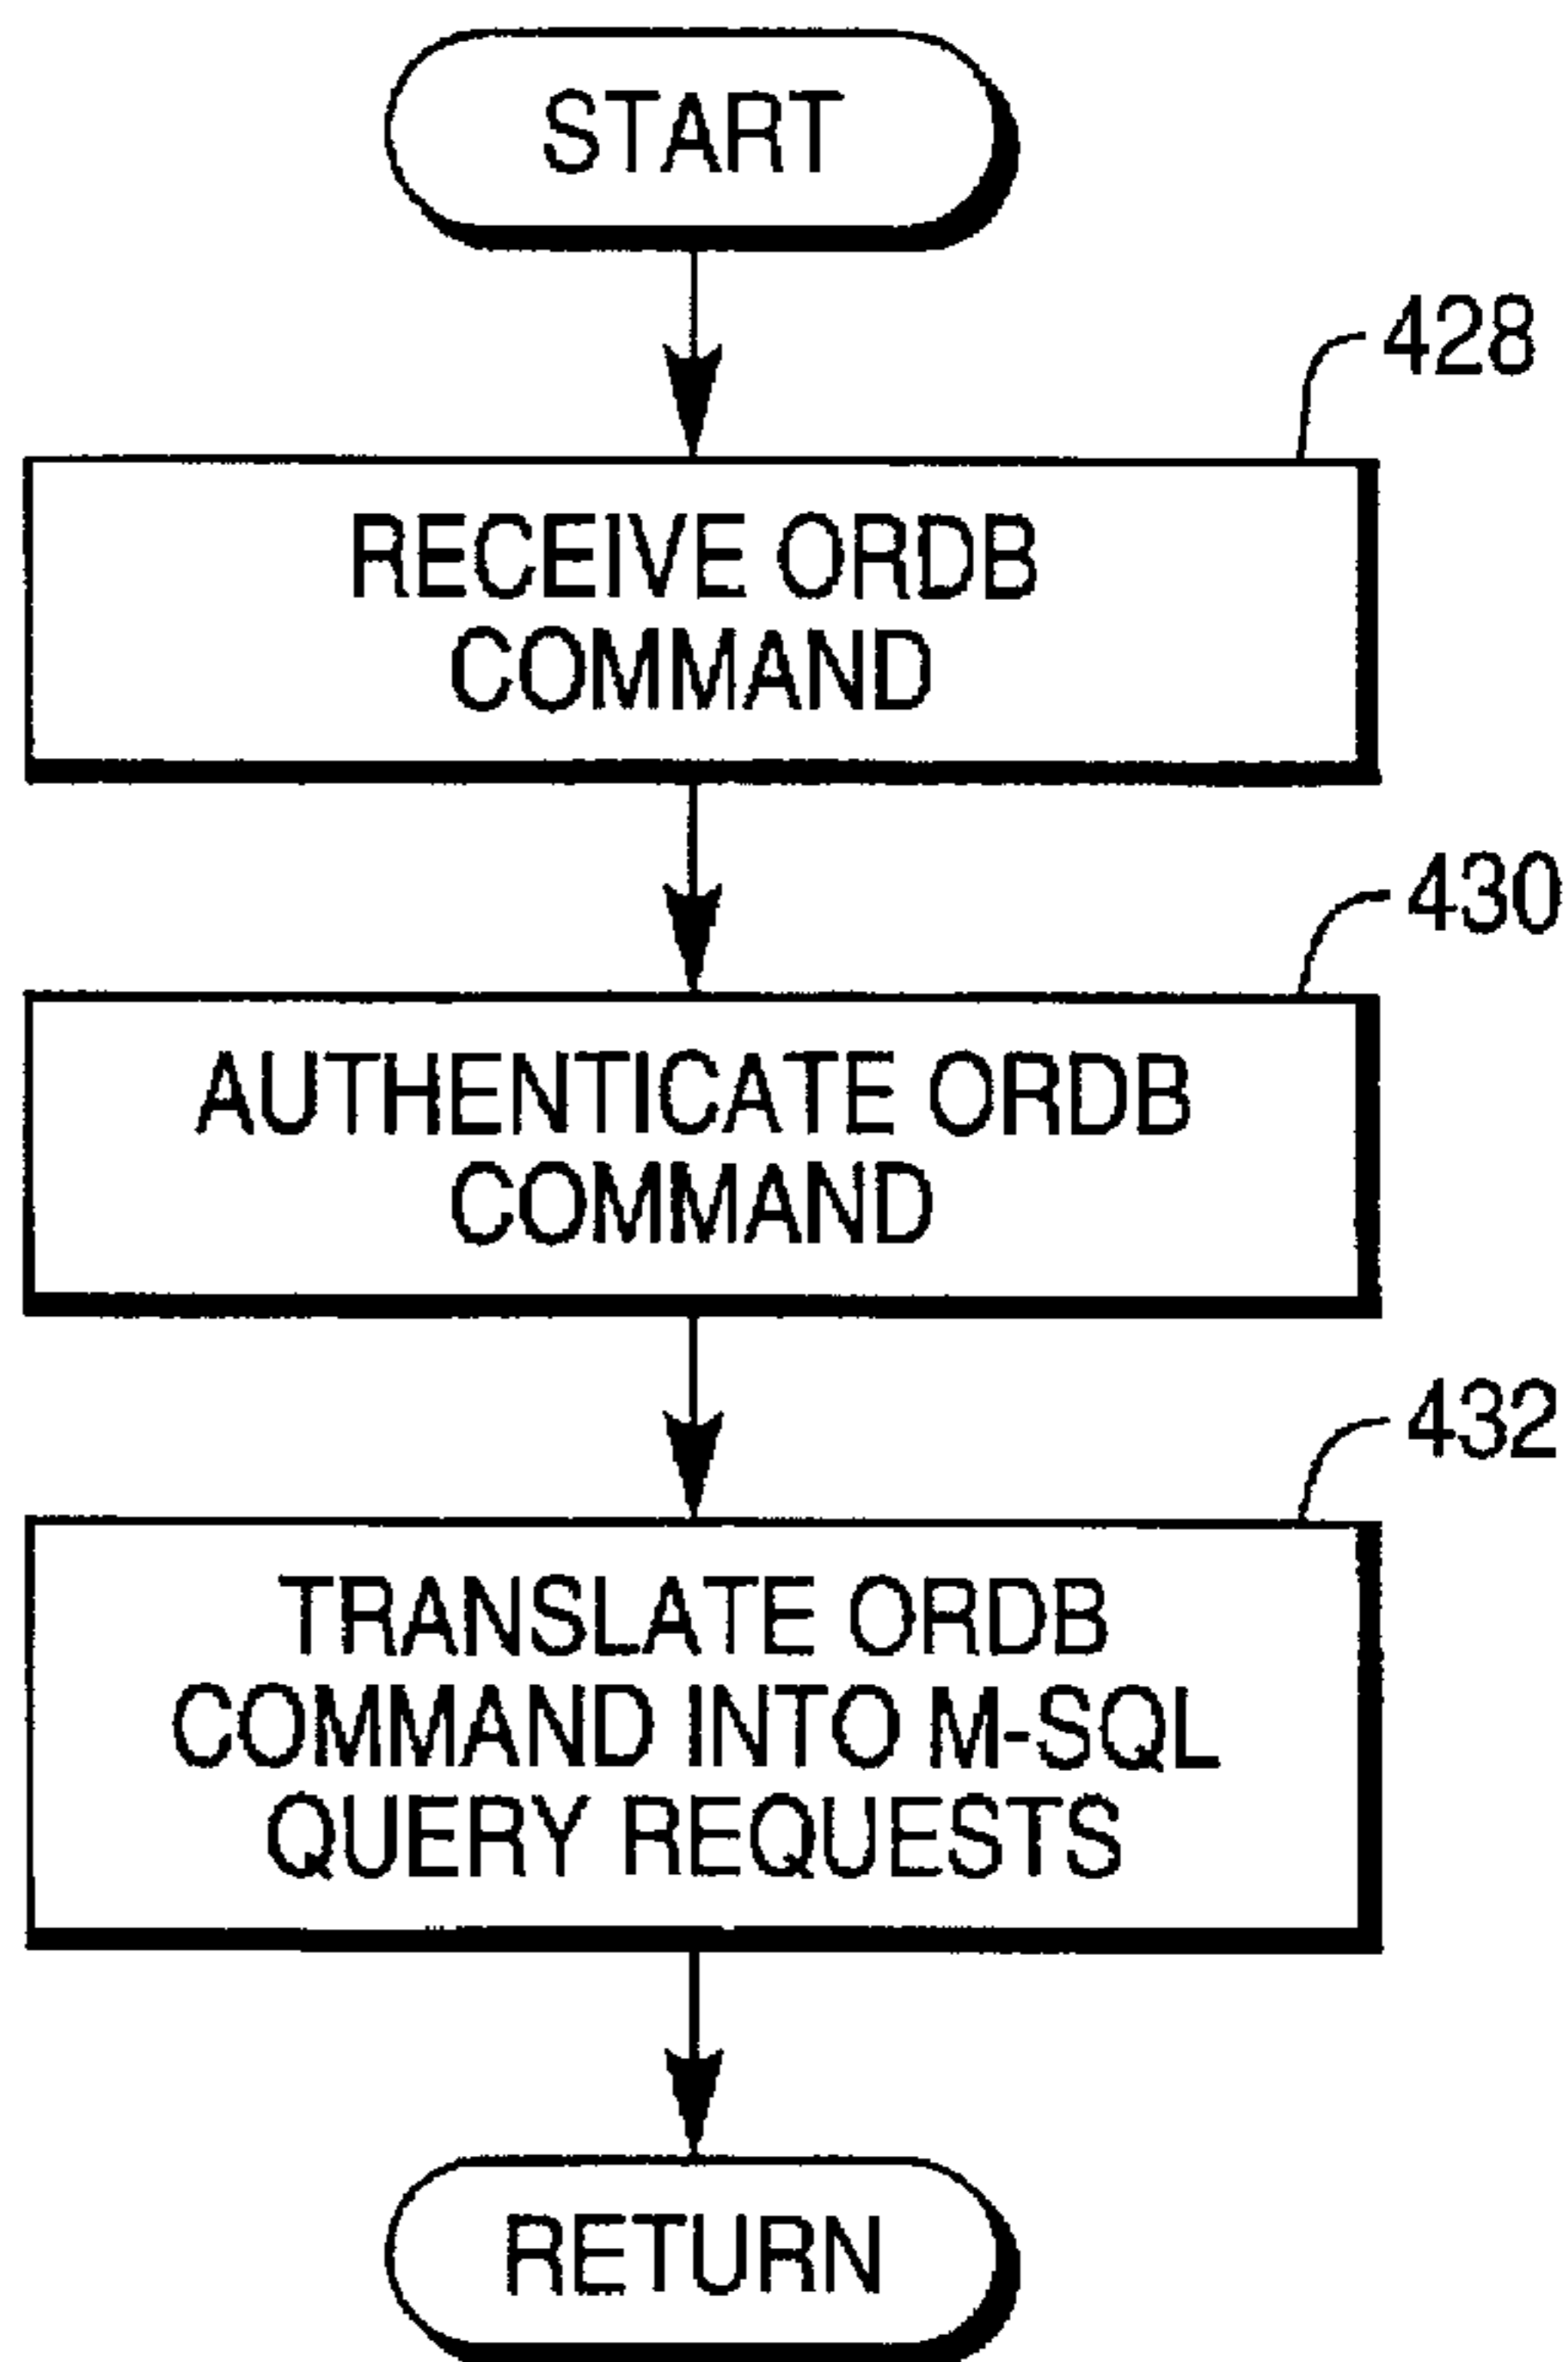 START
428
RECEIVE ORDB
COMMAND
430
AUTHENTICATE ORDB
COMMAND
432
TRANSLATE ORDB
COMMAND INTO M-SQL
QUERY REQUESTS
RETURN